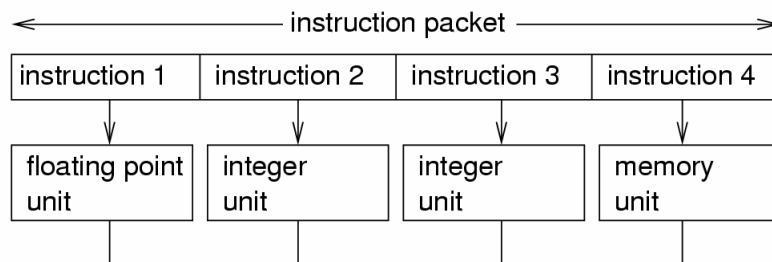 instruction packet
instruction 1 instruction 2 instruction 3 instruction 4
floating point unit
integer unit
integer unit
memory unit